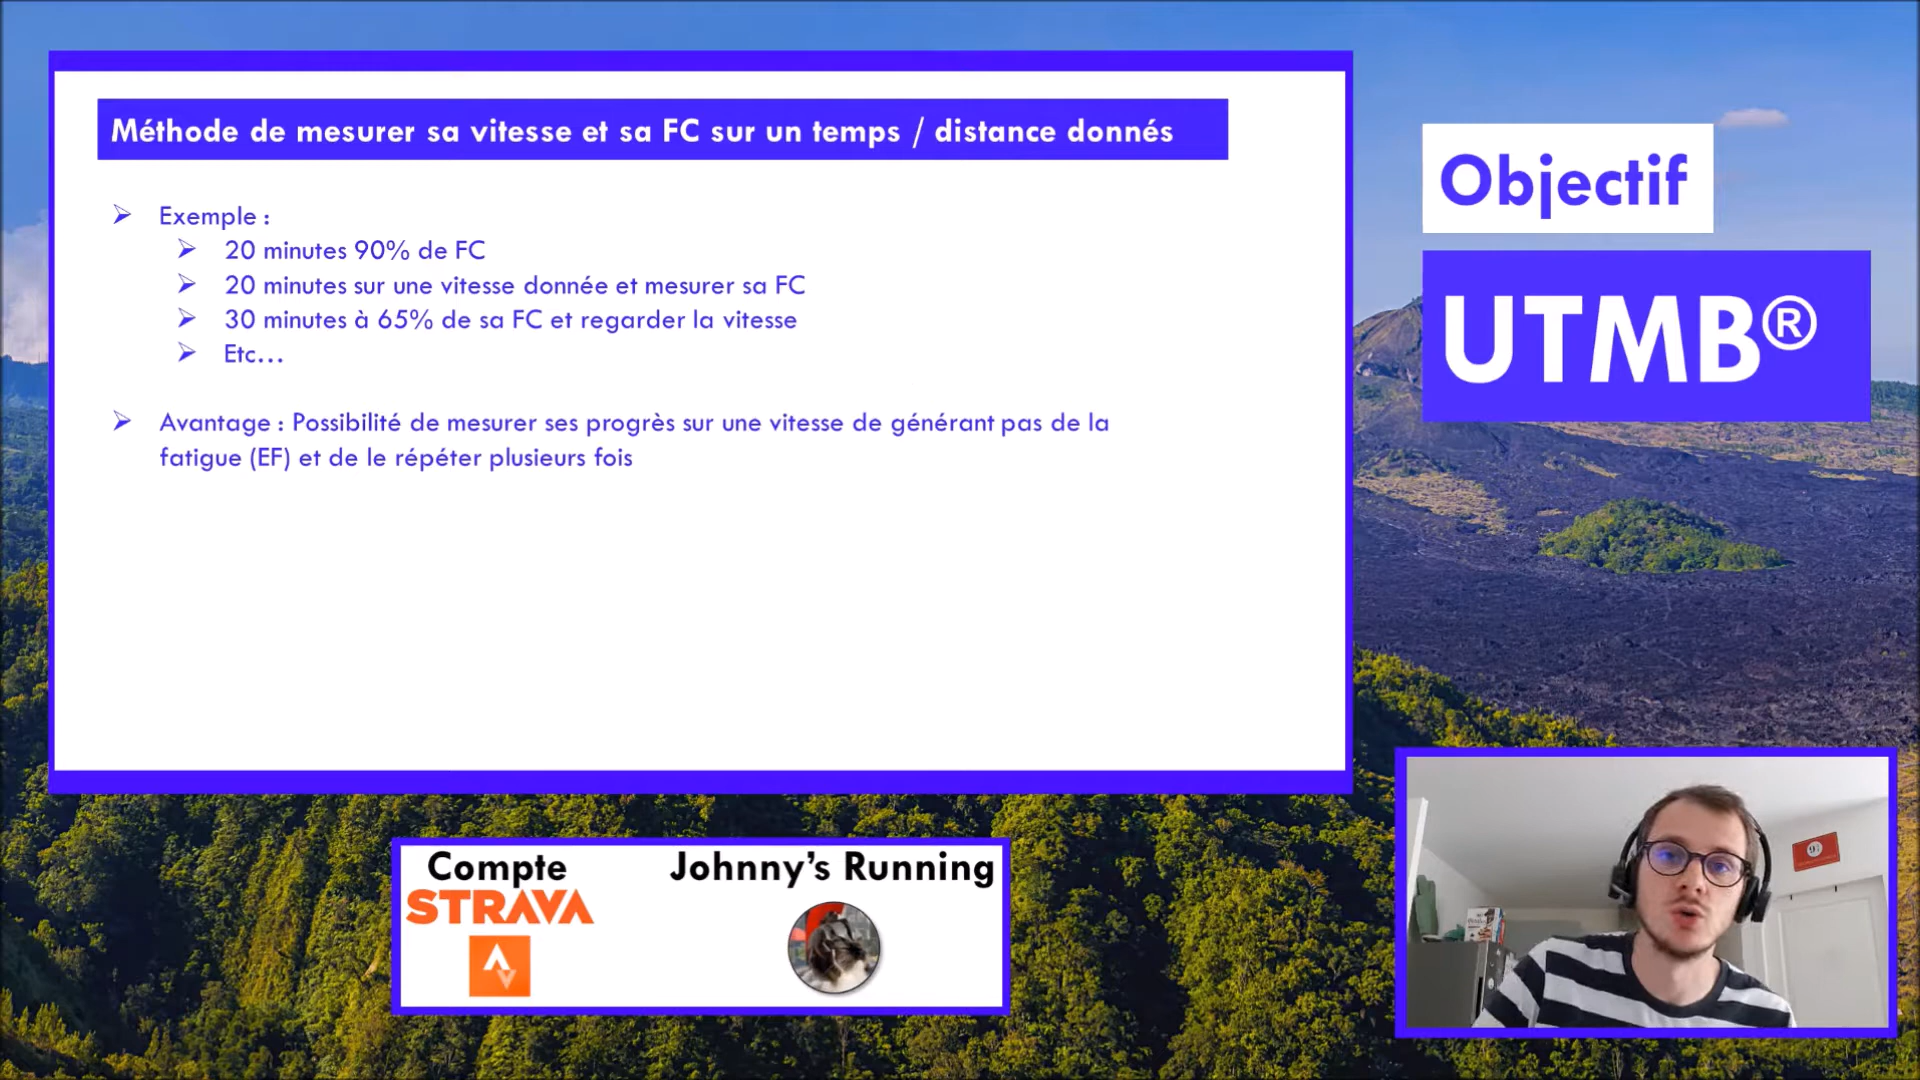 Méthode de mesurer sa vitesse et sa FC sur un temps / distance donnés
Exemple :
20 minutes 90% de FC
20 minutes sur une vitesse donnée et mesurer sa FC
30 minutes à 65% de sa FC et regarder la vitesse
Etc…
Avantage : Possibilité de mesurer ses progrès sur une vitesse de générant pas de la
fatigue (EF) et de le répéter plusieurs fois
Objectif
UTMB®
Compte
STRAVA
Johnny's Running